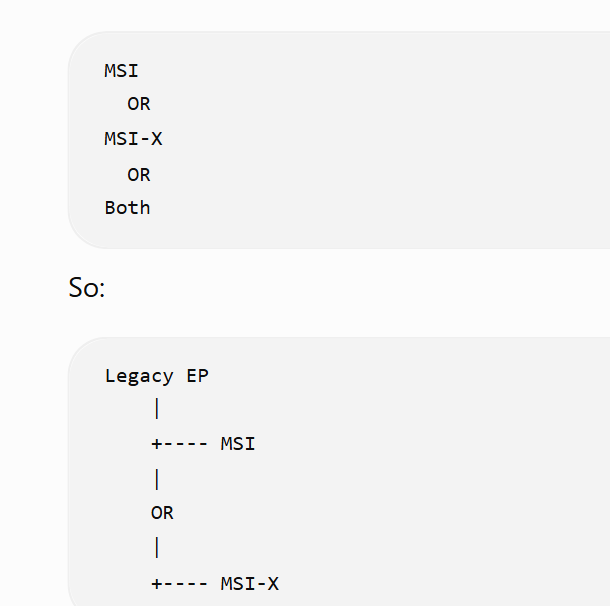 MSI
OR
MSI-X
OR
Both
So:
Legacy EP
|
+---- MSI
|
OR
|
+---- MSI-X